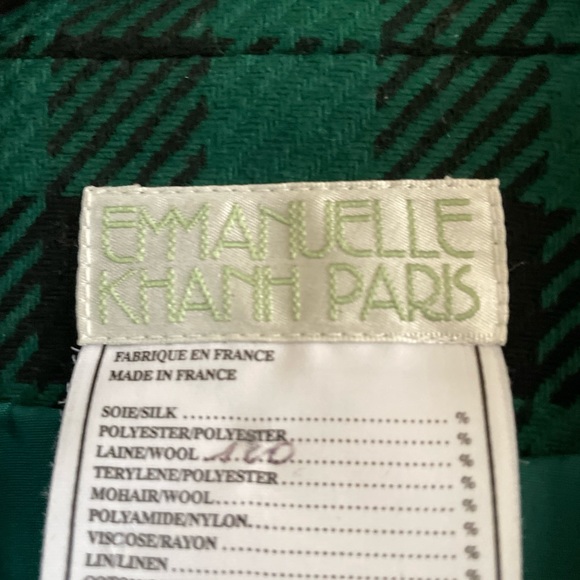 EMMANUELLE
KHANH PARIS
FABRIQUE EN FRANCE
MADE IN FRANCE
SOIE/SILK .......................................... %
POLYESTER/POLYESTER .......................................... %
LAINE/WOOL 100 .......................................... %
TERYLENE/POLYESTER .......................................... %
MOHAIR/WOOL .......................................... %
POLYAMIDE/NYLON .......................................... %
VISCOSE/RAYON .......................................... %
LIN/LINEN .......................................... %